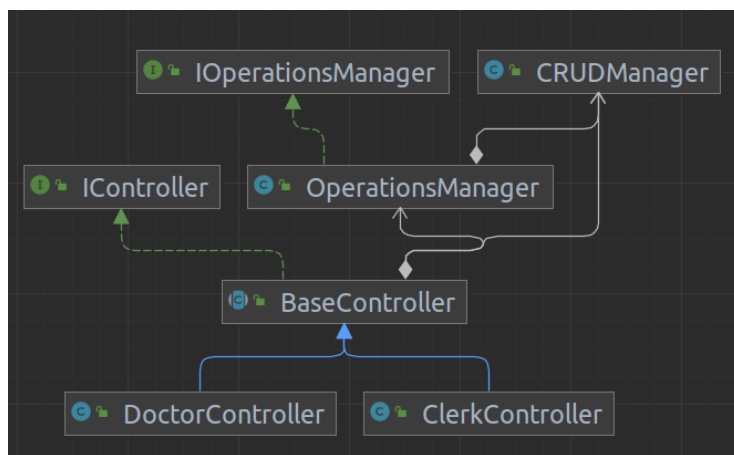 IOperationsManager
CRUDManager
IController
OperationsManager
BaseController
DoctorController
ClerkController